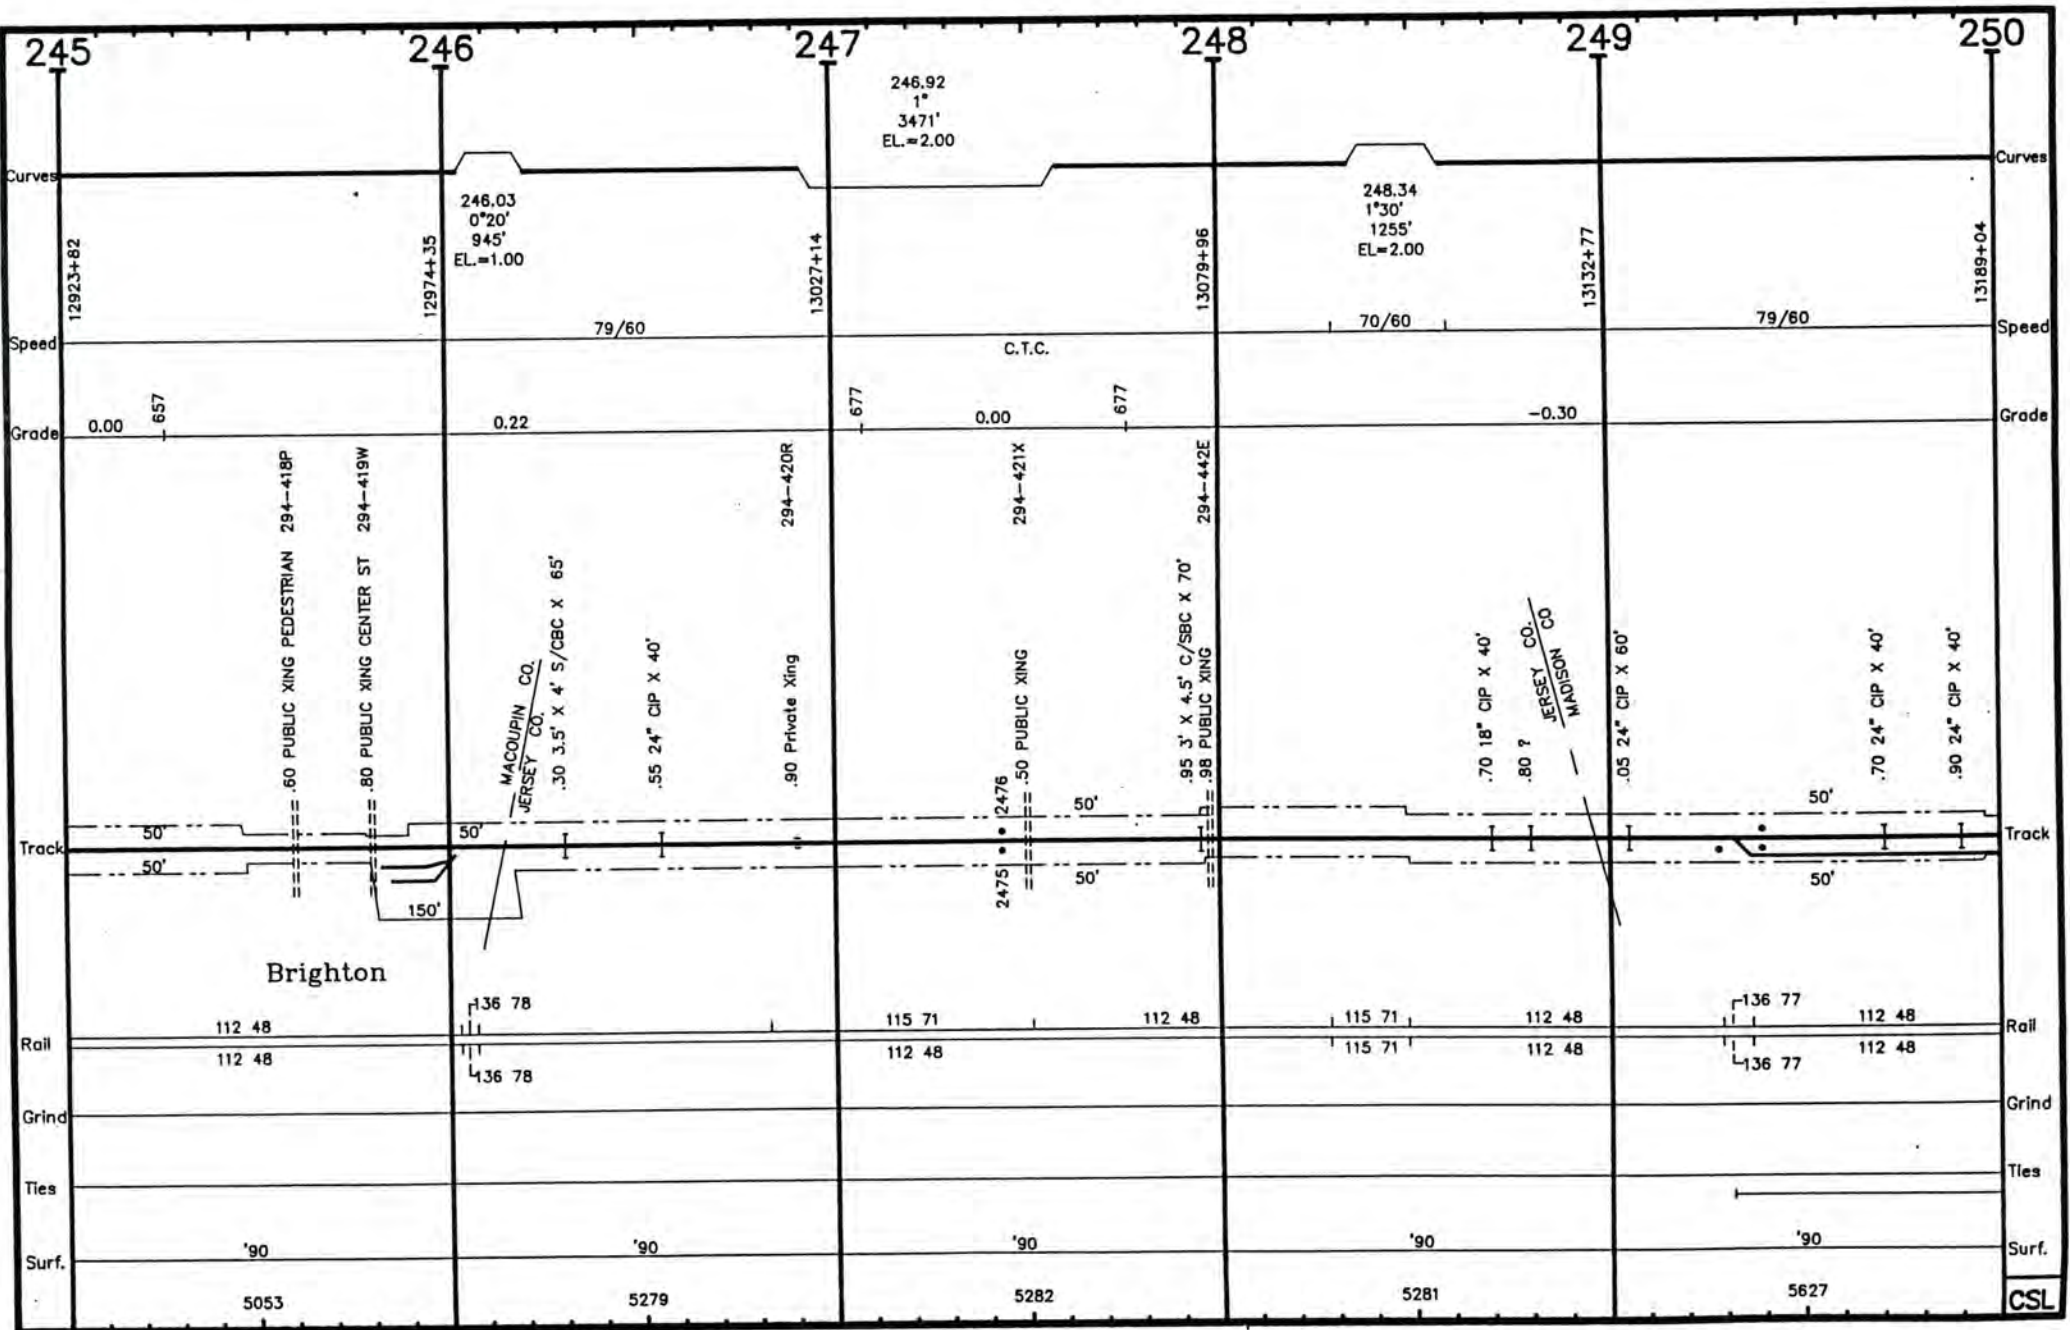 245 246 247 248 249 250
246.92
1°
3471'
EL.=2.00
Curves Curves
246.03
0°20'
945'
EL.=1.00
248.34
1°30'
1255'
EL=2.00
12923+82
12974+35
13027+14
13079+96
13132+77
13189+04
Speed 79/60 70/60 79/60 Speed
C.T.C.
Grade 0.00 657 0.22 677 0.00 677 -0.30 Grade
.60 PUBLIC XING PEDESTRIAN 294-418P
.80 PUBLIC XING CENTER ST 294-419W
MACOUPIN CO.
JERSEY CO.
.30 3.5' X 4' S/CBC X 65'
.55 24" CIP X 40'
.90 Private Xing 294-420R
2476
2475
.50 PUBLIC XING 294-421X
.95 3' X 4.5' C/SBC X 70'
.98 PUBLIC XING 294-442E
.70 18" CIP X 40'
.80 ?
JERSEY CO.
MADISON CO
.05 24" CIP X 60'
.70 24" CIP X 40'
.90 24" CIP X 40'
50' 50' 50' 50'
Track Track
50' 50' 50'
150'
Brighton
136 78 136 77
112 48 115 71 112 48 115 71 112 48 112 48
Rail Rail
112 48 112 48 115 71 112 48 112 48
136 78 136 77
Grind Grind
Ties Ties
Surf. '90 '90 '90 '90 '90 Surf.
5053 5279 5282 5281 5627
CSL